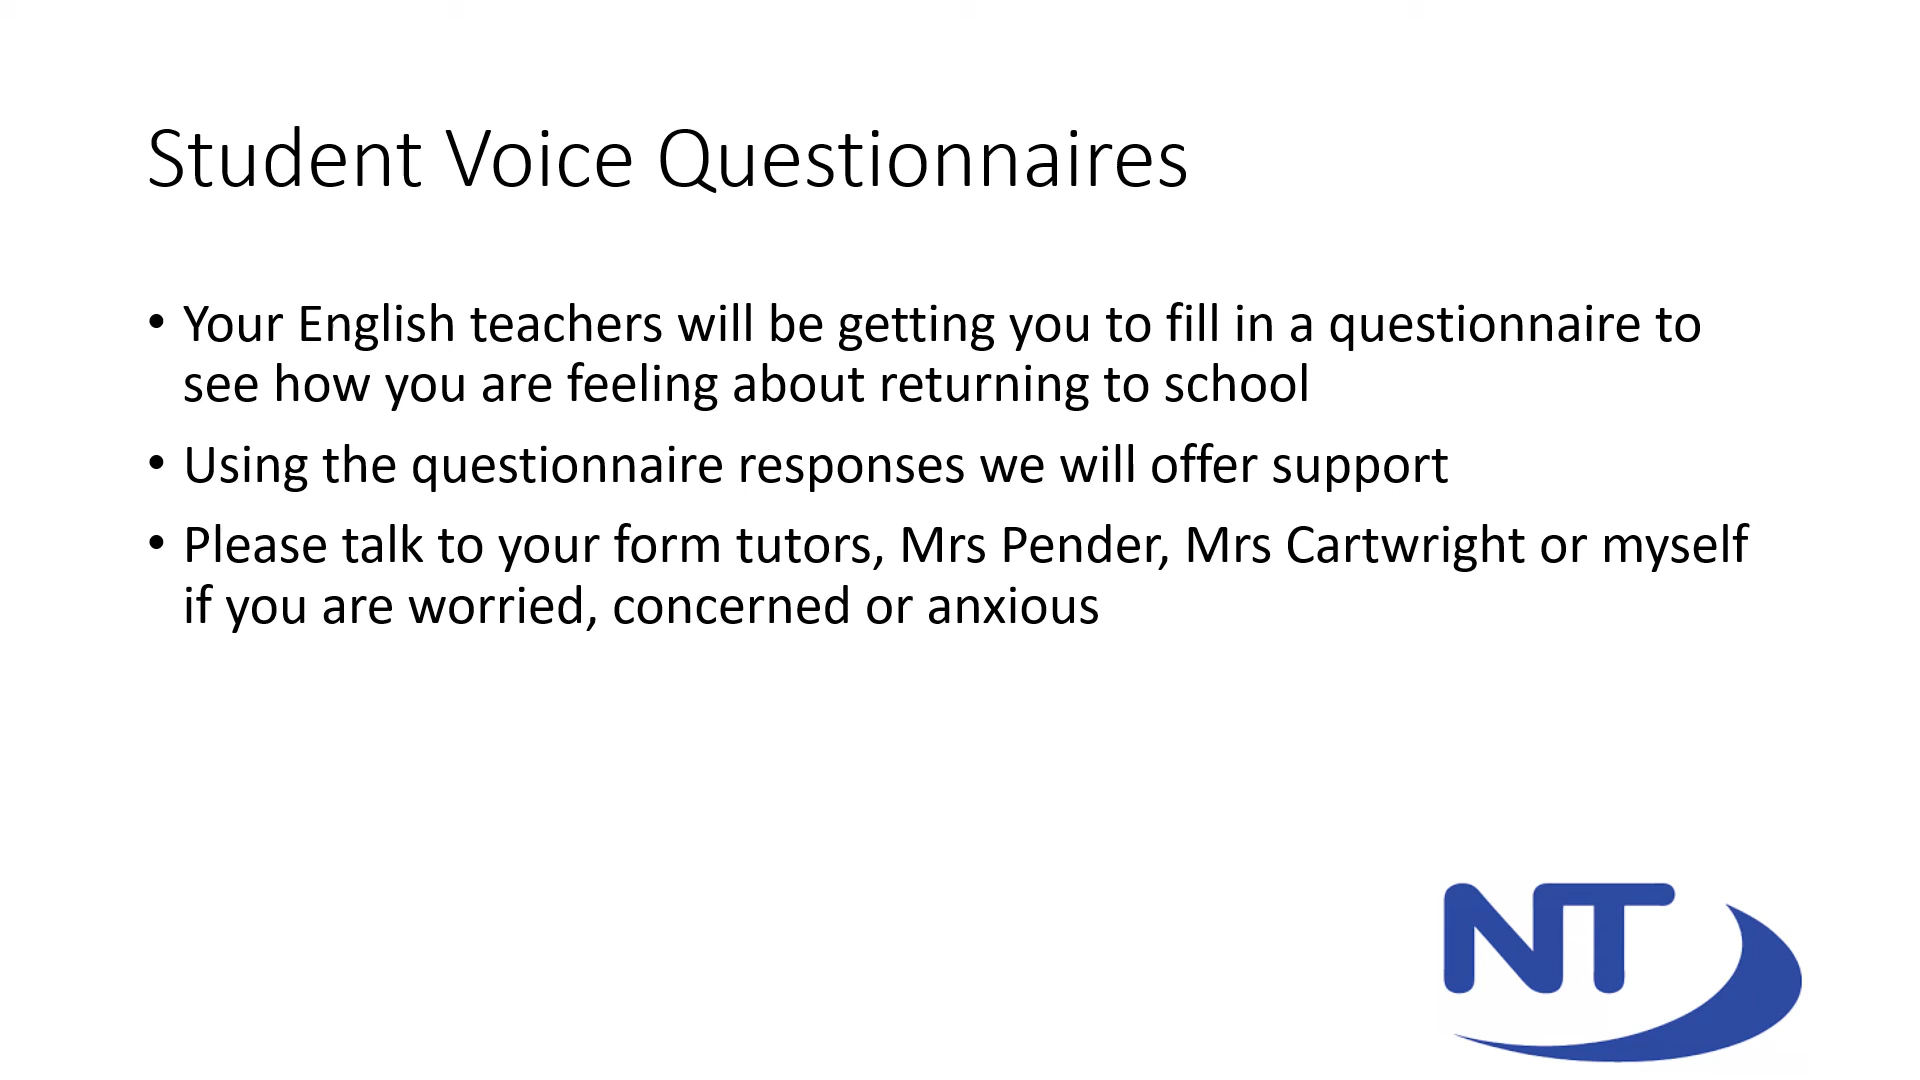 Student Voice Questionnaires
• Your English teachers will be getting you to fill in a questionnaire to
see how you are feeling about returning to school
• Using the questionnaire responses we will offer support
• Please talk to your form tutors, Mrs Pender, Mrs Cartwright or myself
if you are worried, concerned or anxious
NT